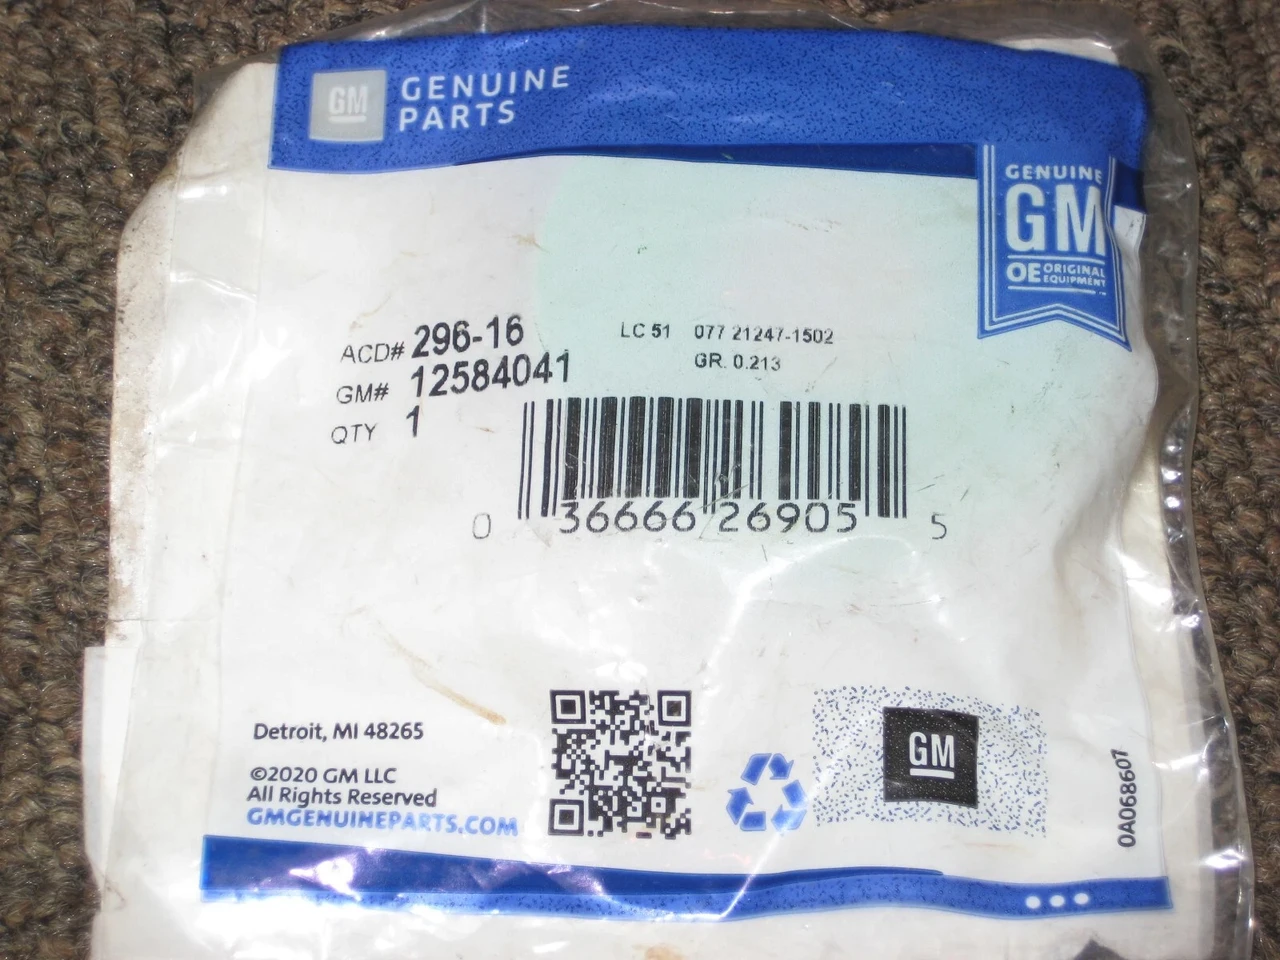 GM GENUINE
PARTS
GENUINE
GM
OE ORIGINAL
EQUIPMENT
ACD# 296-16
GM# 12584041
QTY 1
LC 51 077 21247-1502
GR. 0.213
0 36666 26905 5
Detroit, MI 48265
©2020 GM LLC
All Rights Reserved
GMGENUINEPARTS.COM
GM
0A068607